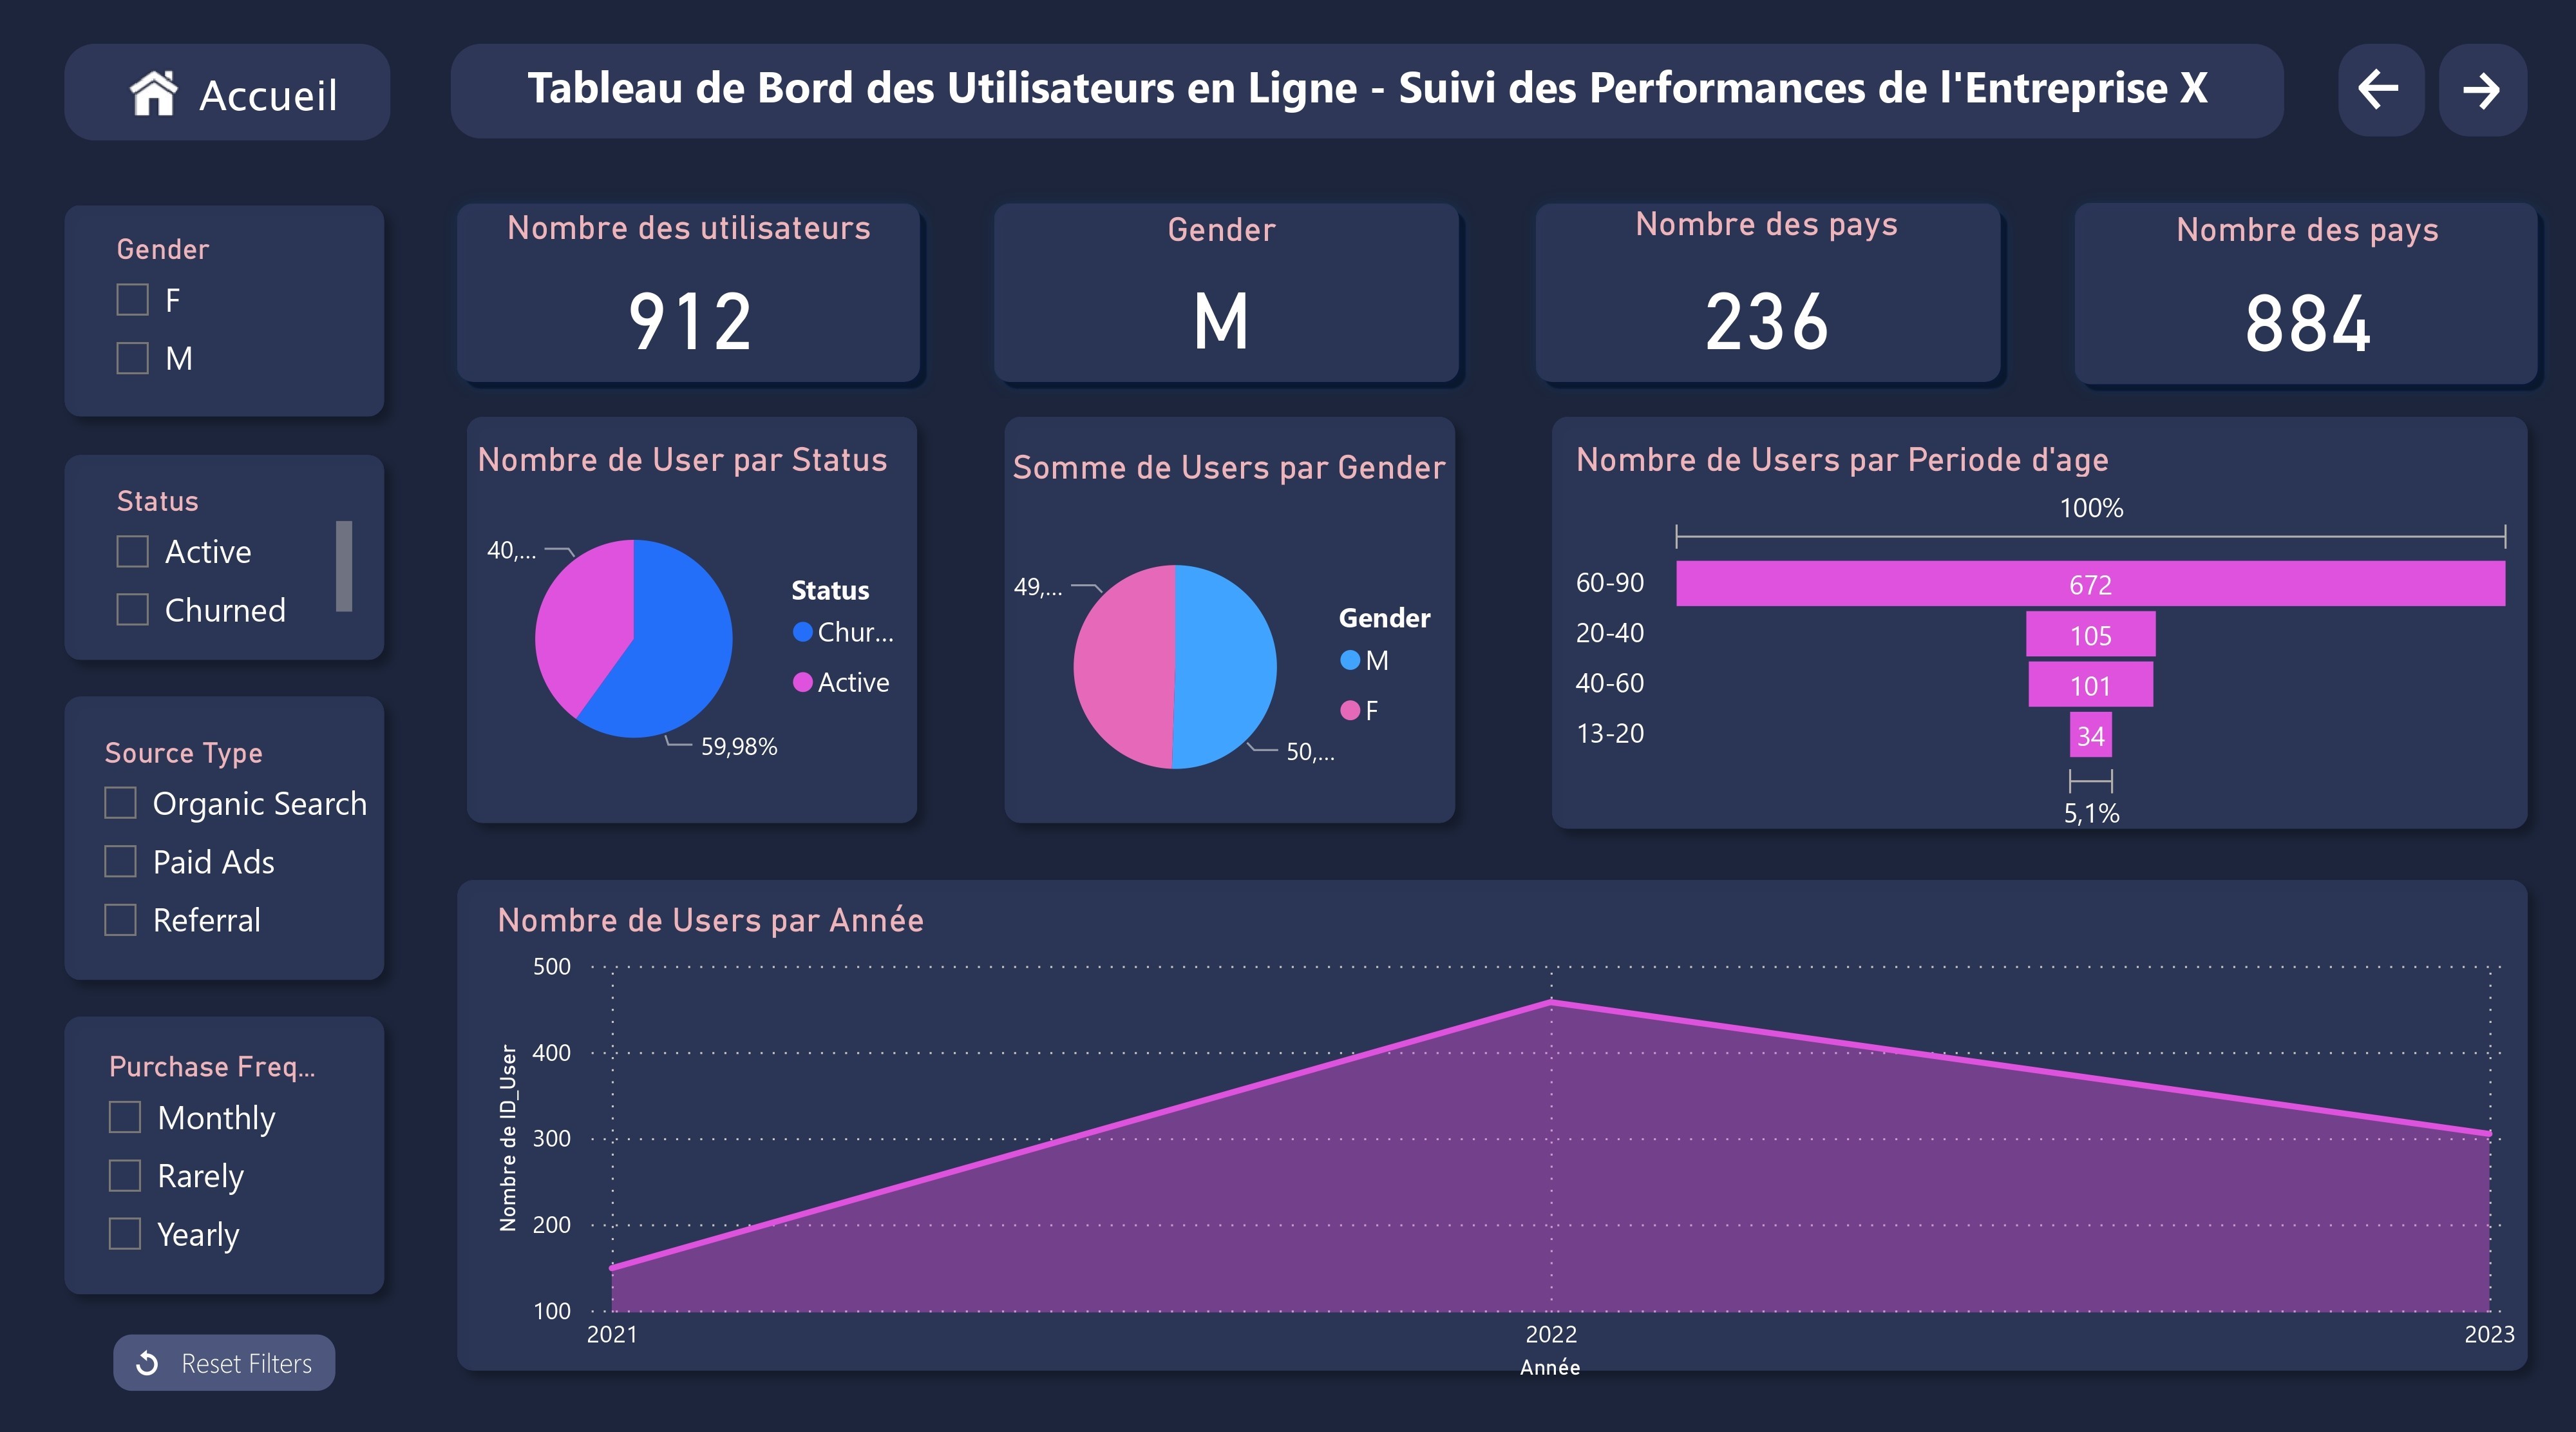 Accueil
Tableau de Bord des Utilisateurs en Ligne - Suivi des Performances de l'Entreprise X
Gender
F
M
Status
Active
Churned
Source Type
Organic Search
Paid Ads
Referral
Purchase Freq...
Monthly
Rarely
Yearly
Reset Filters
Nombre des utilisateurs
912
Gender
M
Nombre des pays
236
Nombre des pays
884
Nombre de User par Status
40,...
59,98%
Status
Chur...
Active
Somme de Users par Gender
49,...
50,...
Gender
M
F
Nombre de Users par Periode d'age
100%
60-90 672
20-40 105
40-60 101
13-20 34
5,1%
Nombre de Users par Année
Nombre de ID_User
500
400
300
200
100
2021 2022 2023
Année